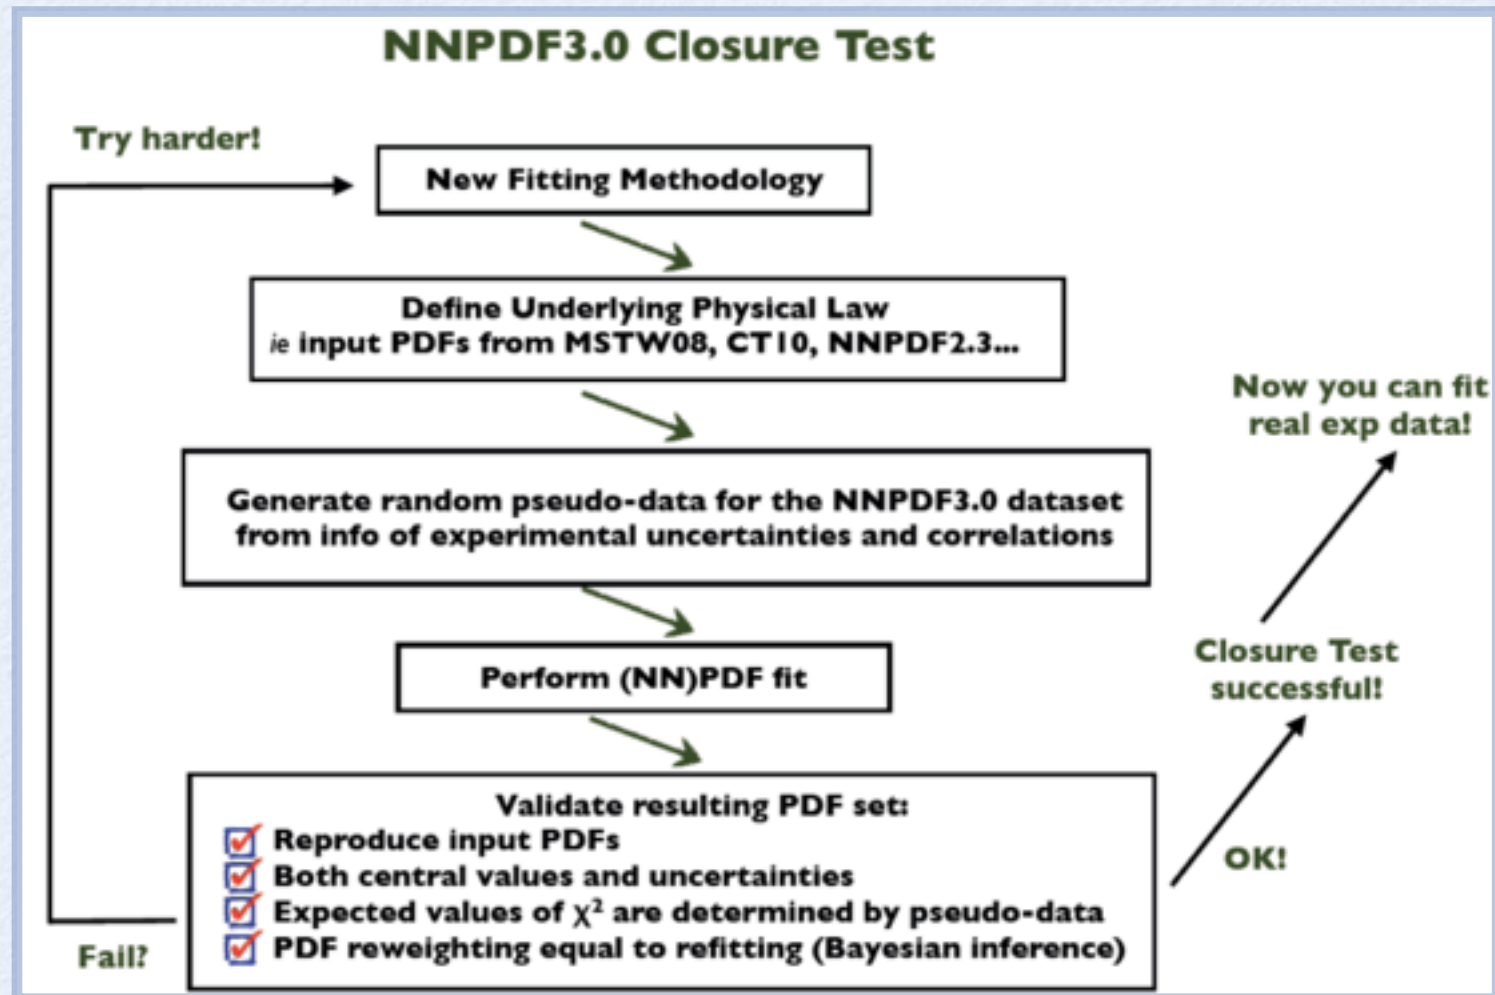 NNPDF3.0 Closure Test
Try harder!
New Fitting Methodology
Define Underlying Physical Law
ie input PDFs from MSTW08, CT10, NNPDF2.3...
Now you can fit
real exp data!
Generate random pseudo-data for the NNPDF3.0 dataset
from info of experimental uncertainties and correlations
Perform (NN)PDF fit
Closure Test
successful!
Validate resulting PDF set:
Reproduce input PDFs
Both central values and uncertainties
Expected values of χ² are determined by pseudo-data
PDF reweighting equal to refitting (Bayesian inference)
OK!
Fail?